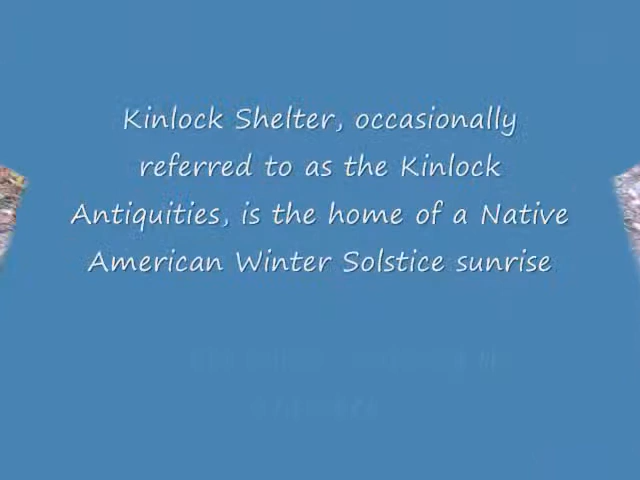 Kinlock Shelter, occasionally
referred to as the Kinlock
Antiquities, is the home of a Native
American Winter Solstice sunrise